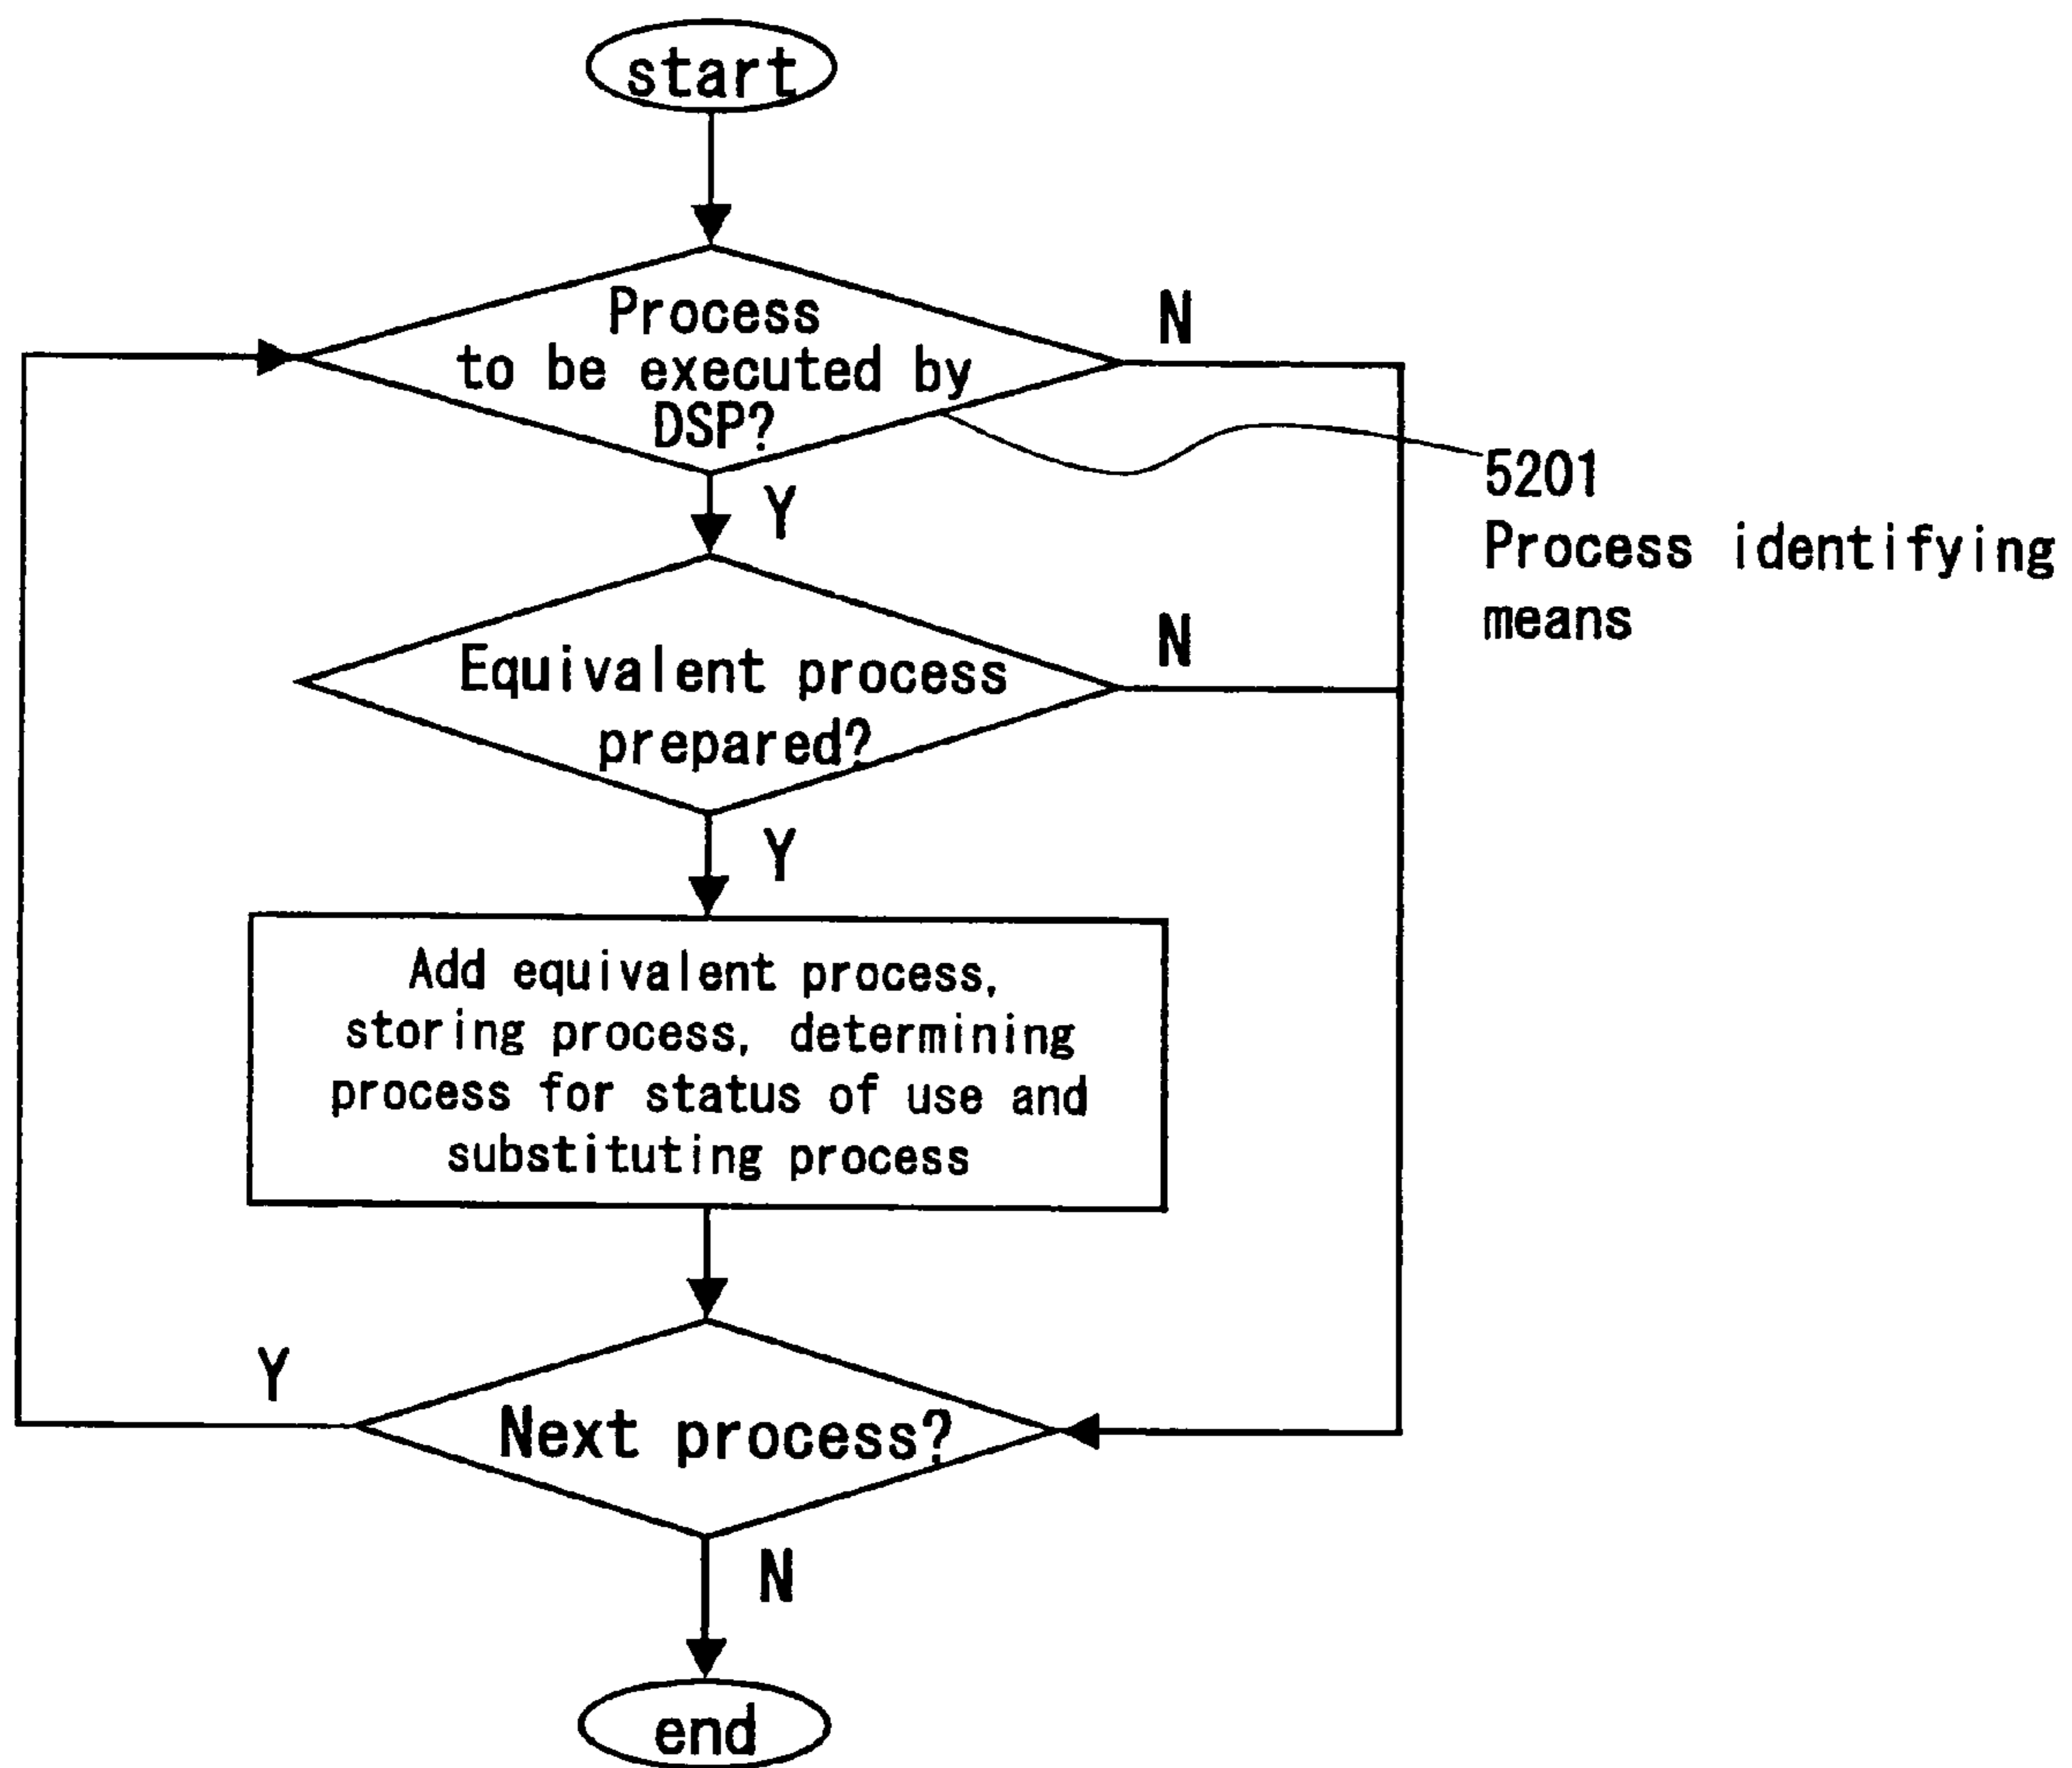 start
Process
to be executed by
DSP?
N
5201
Process identifying
means
Y
Equivalent process
prepared?
N
Y
Add equivalent process,
storing process, determining
process for status of use and
substituting process
Y
Next process?
N
end